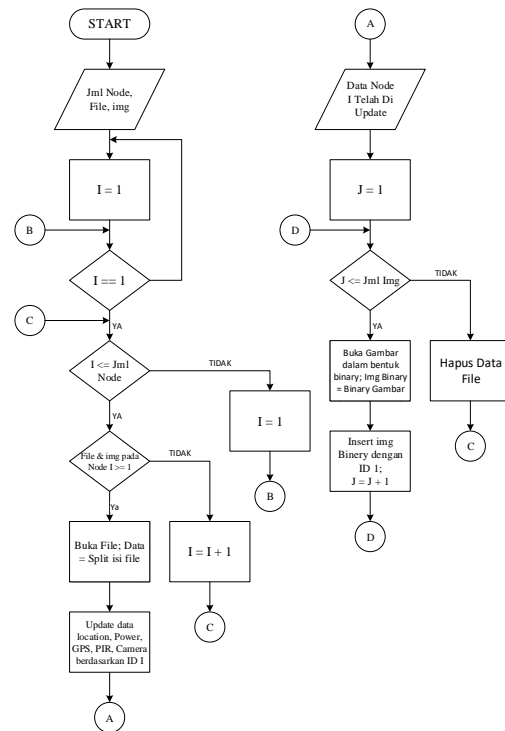 START
Jml Node,
File, img
I = 1
B
I == 1
C
YA
I <= Jml
Node
TIDAK
YA
I = 1
B
File & img pada
Node I >= 1
TIDAK
Ya
Buka File; Data
= Split isi file
I = I + 1
C
Update data
location, Power,
GPS, PIR, Camera
berdasarkan ID I
A
A
Data Node
I Telah Di
Update
J = 1
D
J <= Jml Img
TIDAK
YA
Buka Gambar
dalam bentuk
binary; Img Binary
= Binary Gambar
Hapus Data
File
C
Insert img
Binery dengan
ID 1;
J = J + 1
D